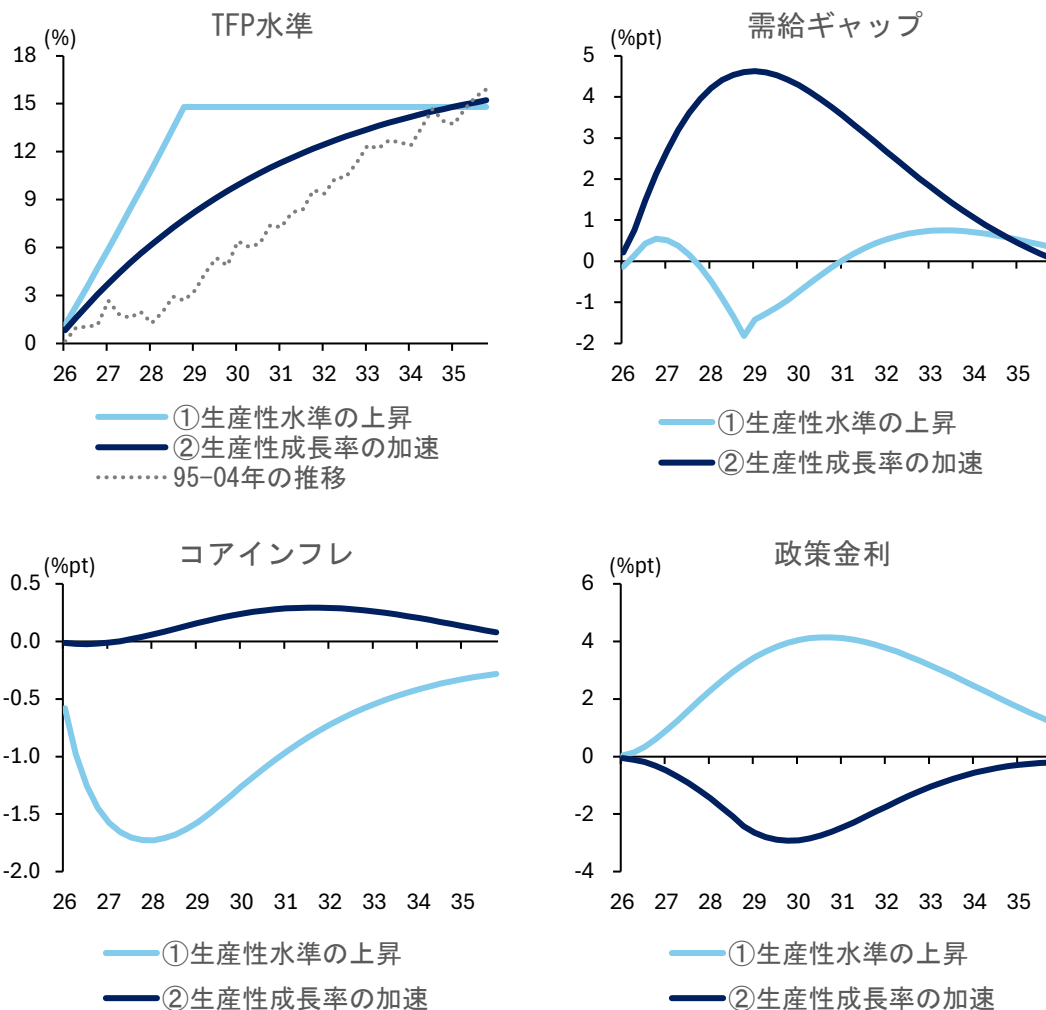 TFP水準
(%)
18
15
12
9
6
3
0
26 27 28 29 30 31 32 33 34 35
①生産性水準の上昇
②生産性成長率の加速
95-04年の推移
需給ギャップ
(%pt)
5
4
3
2
1
0
-1
-2
26 27 28 29 30 31 32 33 34 35
①生産性水準の上昇
②生産性成長率の加速
コアインフレ
(%pt)
0.5
0.0
-0.5
-1.0
-1.5
-2.0
26 27 28 29 30 31 32 33 34 35
①生産性水準の上昇
②生産性成長率の加速
政策金利
(%pt)
6
4
2
0
-2
-4
26 27 28 29 30 31 32 33 34 35
①生産性水準の上昇
②生産性成長率の加速